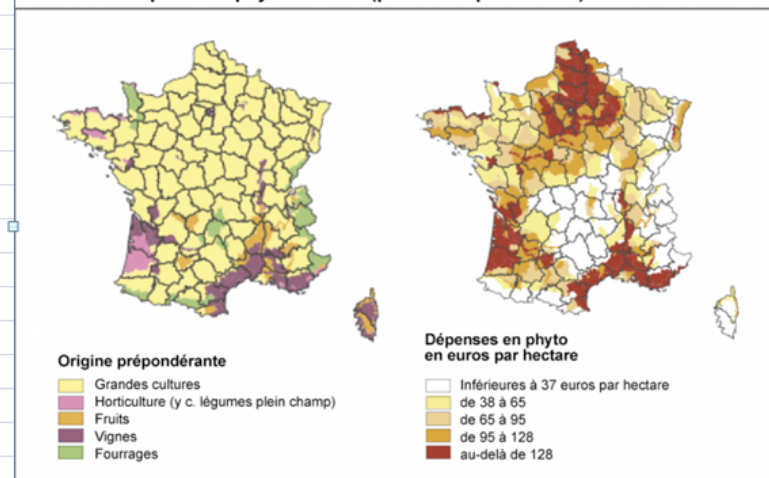 Origine prépondérante
Grandes cultures
Horticulture (y c. légumes plein champ)
Fruits
Vignes
Fourrages
Dépenses en phyto
en euros par hectare
Inférieures à 37 euros par hectare
de 38 à 65
de 65 à 95
de 95 à 128
au-delà de 128